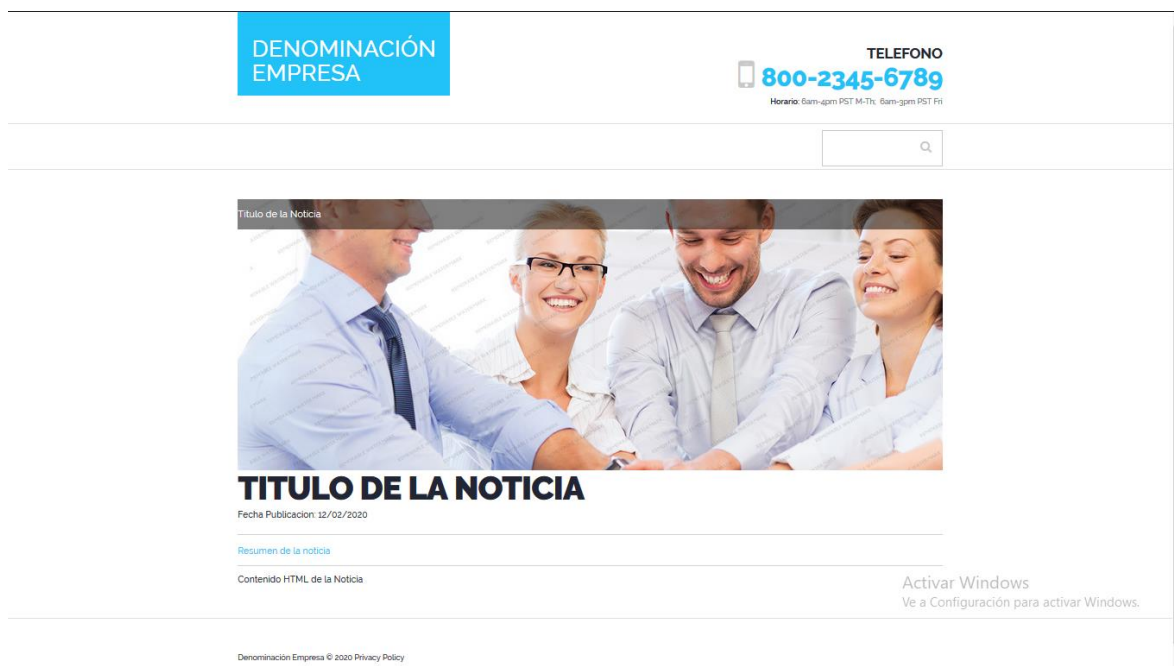 DENOMINACIÓN
EMPRESA
TELEFONO
800-2345-6789
Horario: 6am-4pm PST M-Th; 6am-3pm PST Fri
Titulo de la Noticia
TITULO DE LA NOTICIA
Fecha Publicacion: 12/02/2020
Resumen de la noticia
Contenido HTML de la Noticia
Activar Windows
Ve a Configuración para activar Windows.
Denominación Empresa © 2020 Privacy Policy